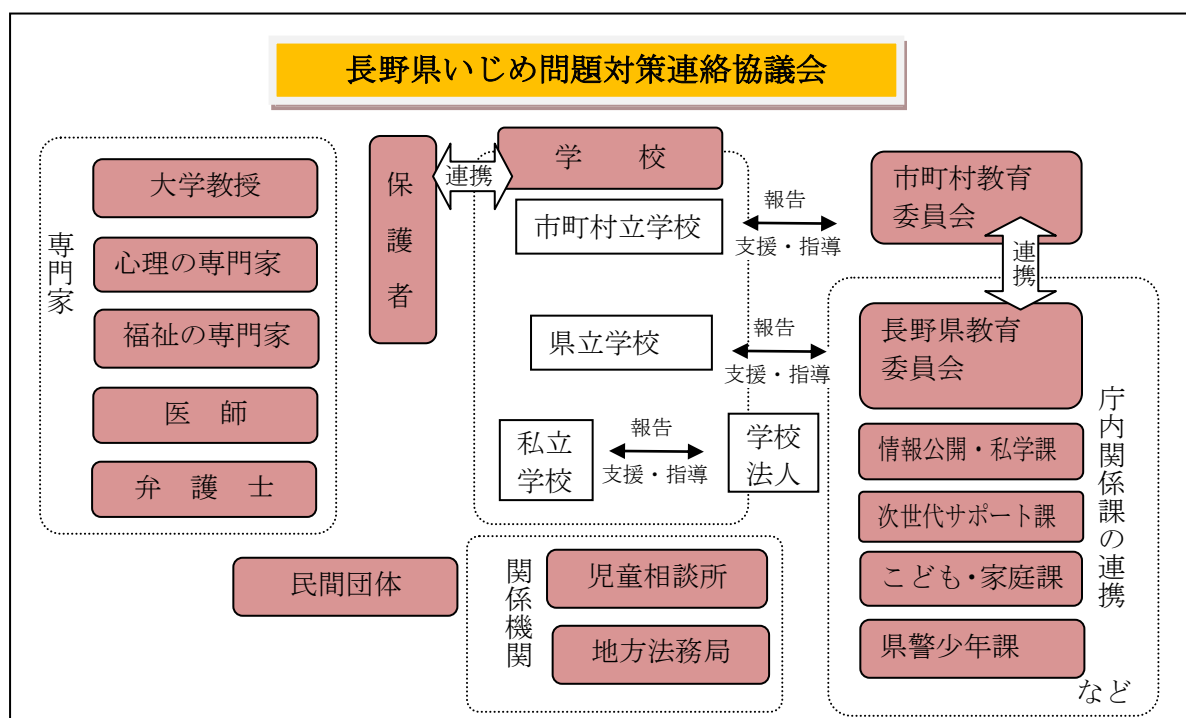 長野県いじめ問題対策連絡協議会
専門家
大学教授
心理の専門家
福祉の専門家
医　師
弁　護　士
保護者
連携
学　　校
市町村立学校
報告
支援・指導
市町村教育
委員会
連携
県立学校
報告
支援・指導
長野県教育
委員会
私立
学校
報告
支援・指導
学校
法人
情報公開・私学課
次世代サポート課
こども・家庭課
県警少年課
など
庁内関係課の連携
民間団体
関係機関
児童相談所
地方法務局